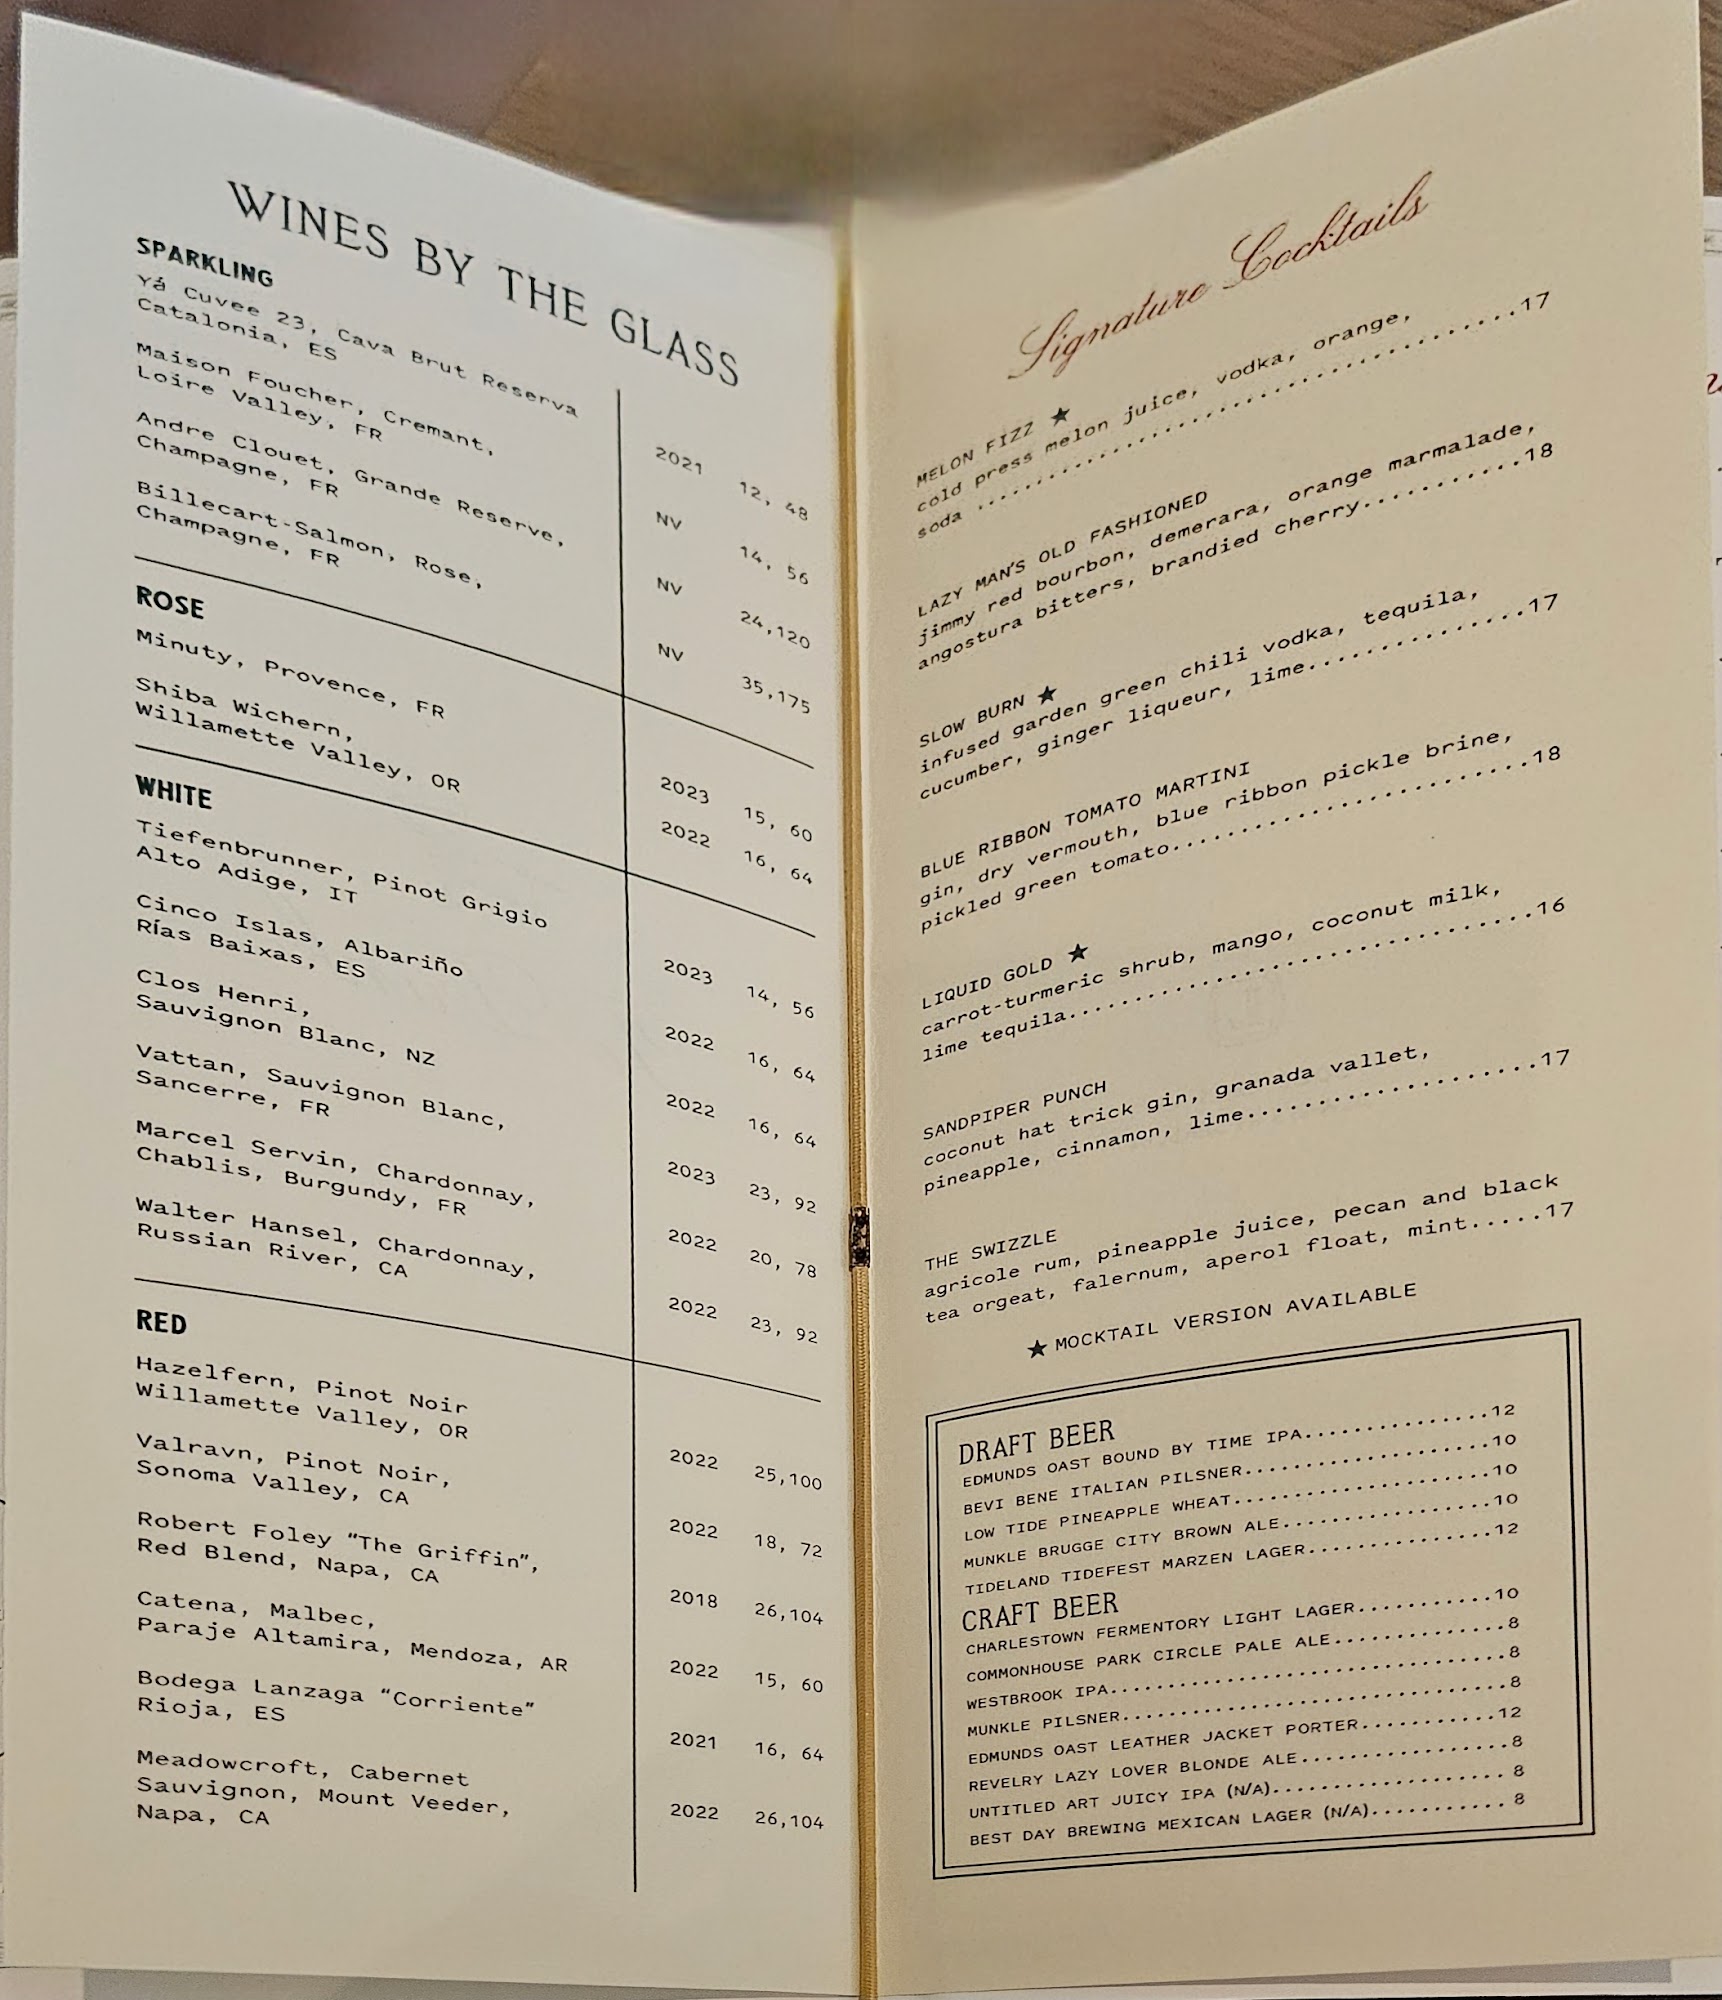 WINES BY THE GLASS
SPARKLING
Yá Cuvee 23, Cava Brut Reserva
Catalonia, ES
2021 12, 48
Maison Foucher, Cremant,
Loire Valley, FR
NV 14, 56
Andre Clouet, Grande Reserve,
Champagne, FR
NV 24,120
Billecart-Salmon, Rose,
Champagne, FR
NV 35,175
ROSE
Minuty, Provence, FR
2023 15, 60
Shiba Wichern,
Willamette Valley, OR
2022 16, 64
WHITE
Tiefenbrunner, Pinot Grigio
Alto Adige, IT
2023 14, 56
Cinco Islas, Albariño
Rías Baixas, ES
2022 16, 64
Clos Henri,
Sauvignon Blanc, NZ
2022 16, 64
Vattan, Sauvignon Blanc,
Sancerre, FR
2023 23, 92
Marcel Servin, Chardonnay,
Chablis, Burgundy, FR
2022 20, 78
Walter Hansel, Chardonnay,
Russian River, CA
2022 23, 92
RED
Hazelfern, Pinot Noir
Willamette Valley, OR
2022 25,100
Valravn, Pinot Noir,
Sonoma Valley, CA
2022 18, 72
Robert Foley "The Griffin",
Red Blend, Napa, CA
2018 26,104
Catena, Malbec,
Paraje Altamira, Mendoza, AR
2022 15, 60
Bodega Lanzaga "Corriente"
Rioja, ES
2021 16, 64
Meadowcroft, Cabernet
Sauvignon, Mount Veeder,
Napa, CA
2022 26,104
Signature Cocktails
MELON FIZZ ★
cold press melon juice, vodka, orange,
soda ........................................17
LAZY MAN'S OLD FASHIONED
jimmy red bourbon, demerara, orange marmalade,
angostura bitters, brandied cherry...........18
SLOW BURN ★
infused garden green chili vodka, tequila,
cucumber, ginger liqueur, lime...............17
BLUE RIBBON TOMATO MARTINI
gin, dry vermouth, blue ribbon pickle brine,
pickled green tomato.........................18
LIQUID GOLD ★
carrot-turmeric shrub, mango, coconut milk,
lime tequila.................................16
SANDPIPER PUNCH
coconut hat trick gin, granada vallet,
pineapple, cinnamon, lime....................17
THE SWIZZLE
agricole rum, pineapple juice, pecan and black
tea orgeat, falernum, aperol float, mint.....17
★ MOCKTAIL VERSION AVAILABLE
DRAFT BEER
EDMUNDS OAST BOUND BY TIME IPA..............12
BEVI BENE ITALIAN PILSNER...................10
LOW TIDE PINEAPPLE WHEAT....................10
MUNKLE BRUGGE CITY BROWN ALE................10
TIDELAND TIDEFEST MARZEN LAGER..............12
CRAFT BEER
CHARLESTOWN FERMENTORY LIGHT LAGER..........10
COMMONHOUSE PARK CIRCLE PALE ALE.............8
WESTBROOK IPA................................8
MUNKLE PILSNER...............................8
EDMUNDS OAST LEATHER JACKET PORTER..........12
REVELRY LAZY LOVER BLONDE ALE................8
UNTITLED ART JUICY IPA (N/A).................8
BEST DAY BREWING MEXICAN LAGER (N/A).........8